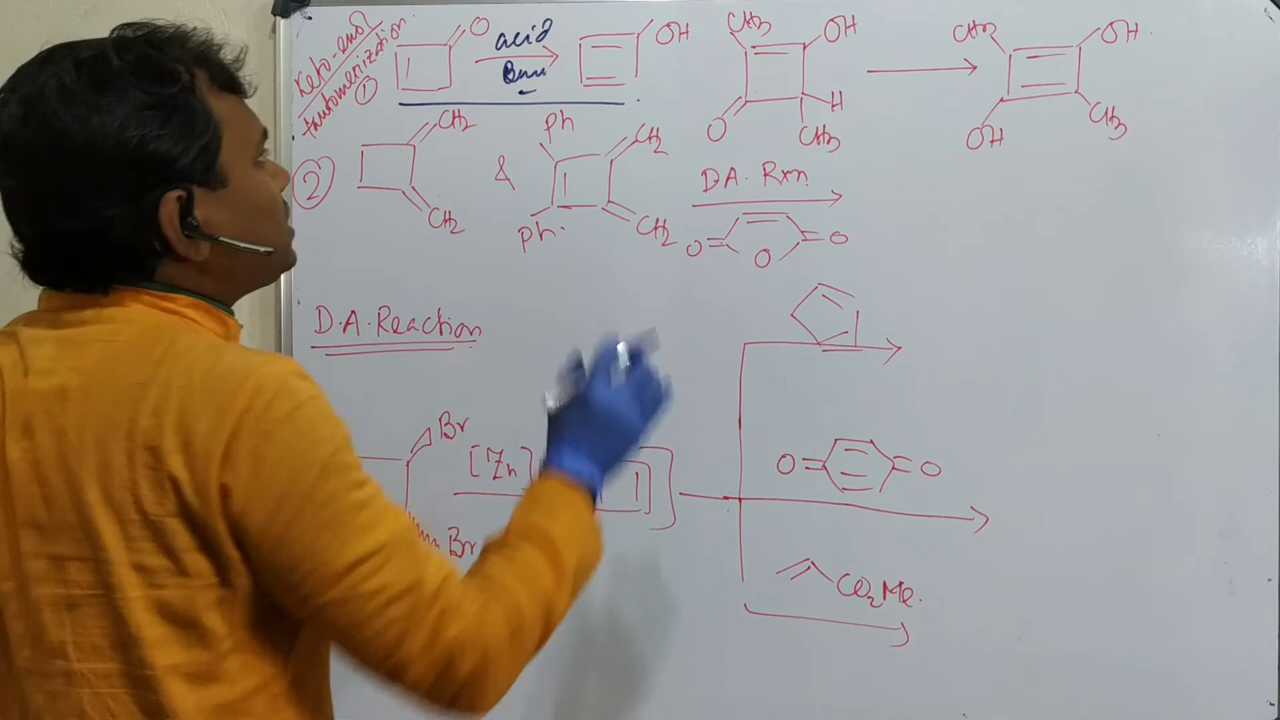 Keto-enol
tautomerization
①
O
acid
Base
OH
CH3
OH
O
H
CH3
CH3
OH
OH
CH3
②
CH2
CH2
&
Ph
Ph
CH2
CH2
D.A. Rxn.
O
O
O
D.A. Reaction
Br
Br
[Zn]
O
O
CO2Me.